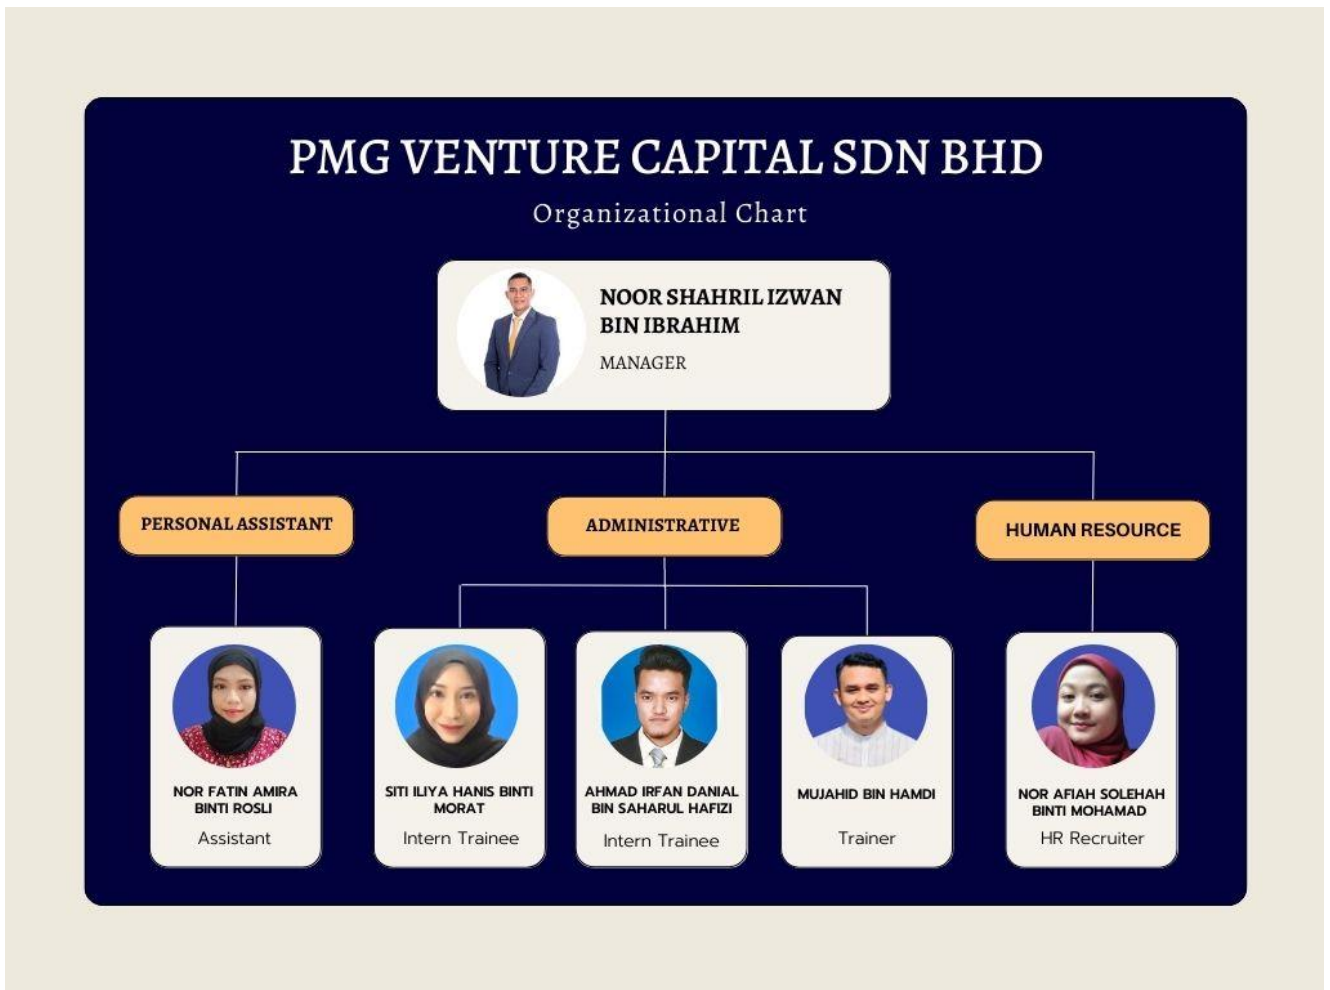 PMG VENTURE CAPITAL SDN BHD
Organizational Chart
NOOR SHAHRIL IZWAN
BIN IBRAHIM
MANAGER
PERSONAL ASSISTANT
ADMINISTRATIVE
HUMAN RESOURCE
NOR FATIN AMIRA
BINTI ROSLI
Assistant
SITI ILIYA HANIS BINTI
MORAT
Intern Trainee
AHMAD IRFAN DANIAL
BIN SAHARUL HAFIZI
Intern Trainee
MUJAHID BIN HAMDI
Trainer
NOR AFIAH SOLEHAH
BINTI MOHAMAD
HR Recruiter